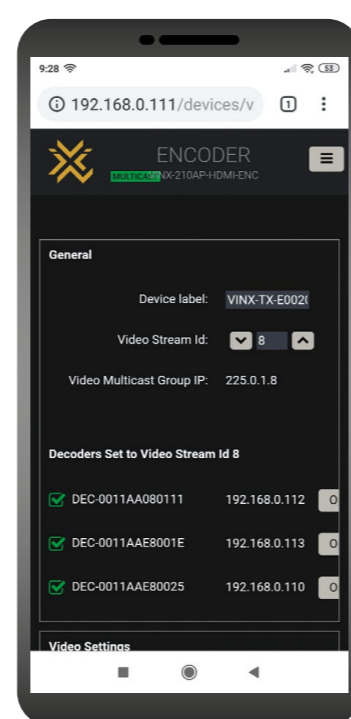 9:28 53
192.168.0.111/devices/v 1
ENCODER
MULTICAST NX-210AP-HDMI-ENC
General
Device label: VINX-TX-E002
Video Stream Id: 8
Video Multicast Group IP: 225.0.1.8
Decoders Set to Video Stream Id 8
DEC-0011AA080111 192.168.0.112 O
DEC-0011AAE8001E 192.168.0.113 O
DEC-0011AAE80025 192.168.0.110 O
Video Settings